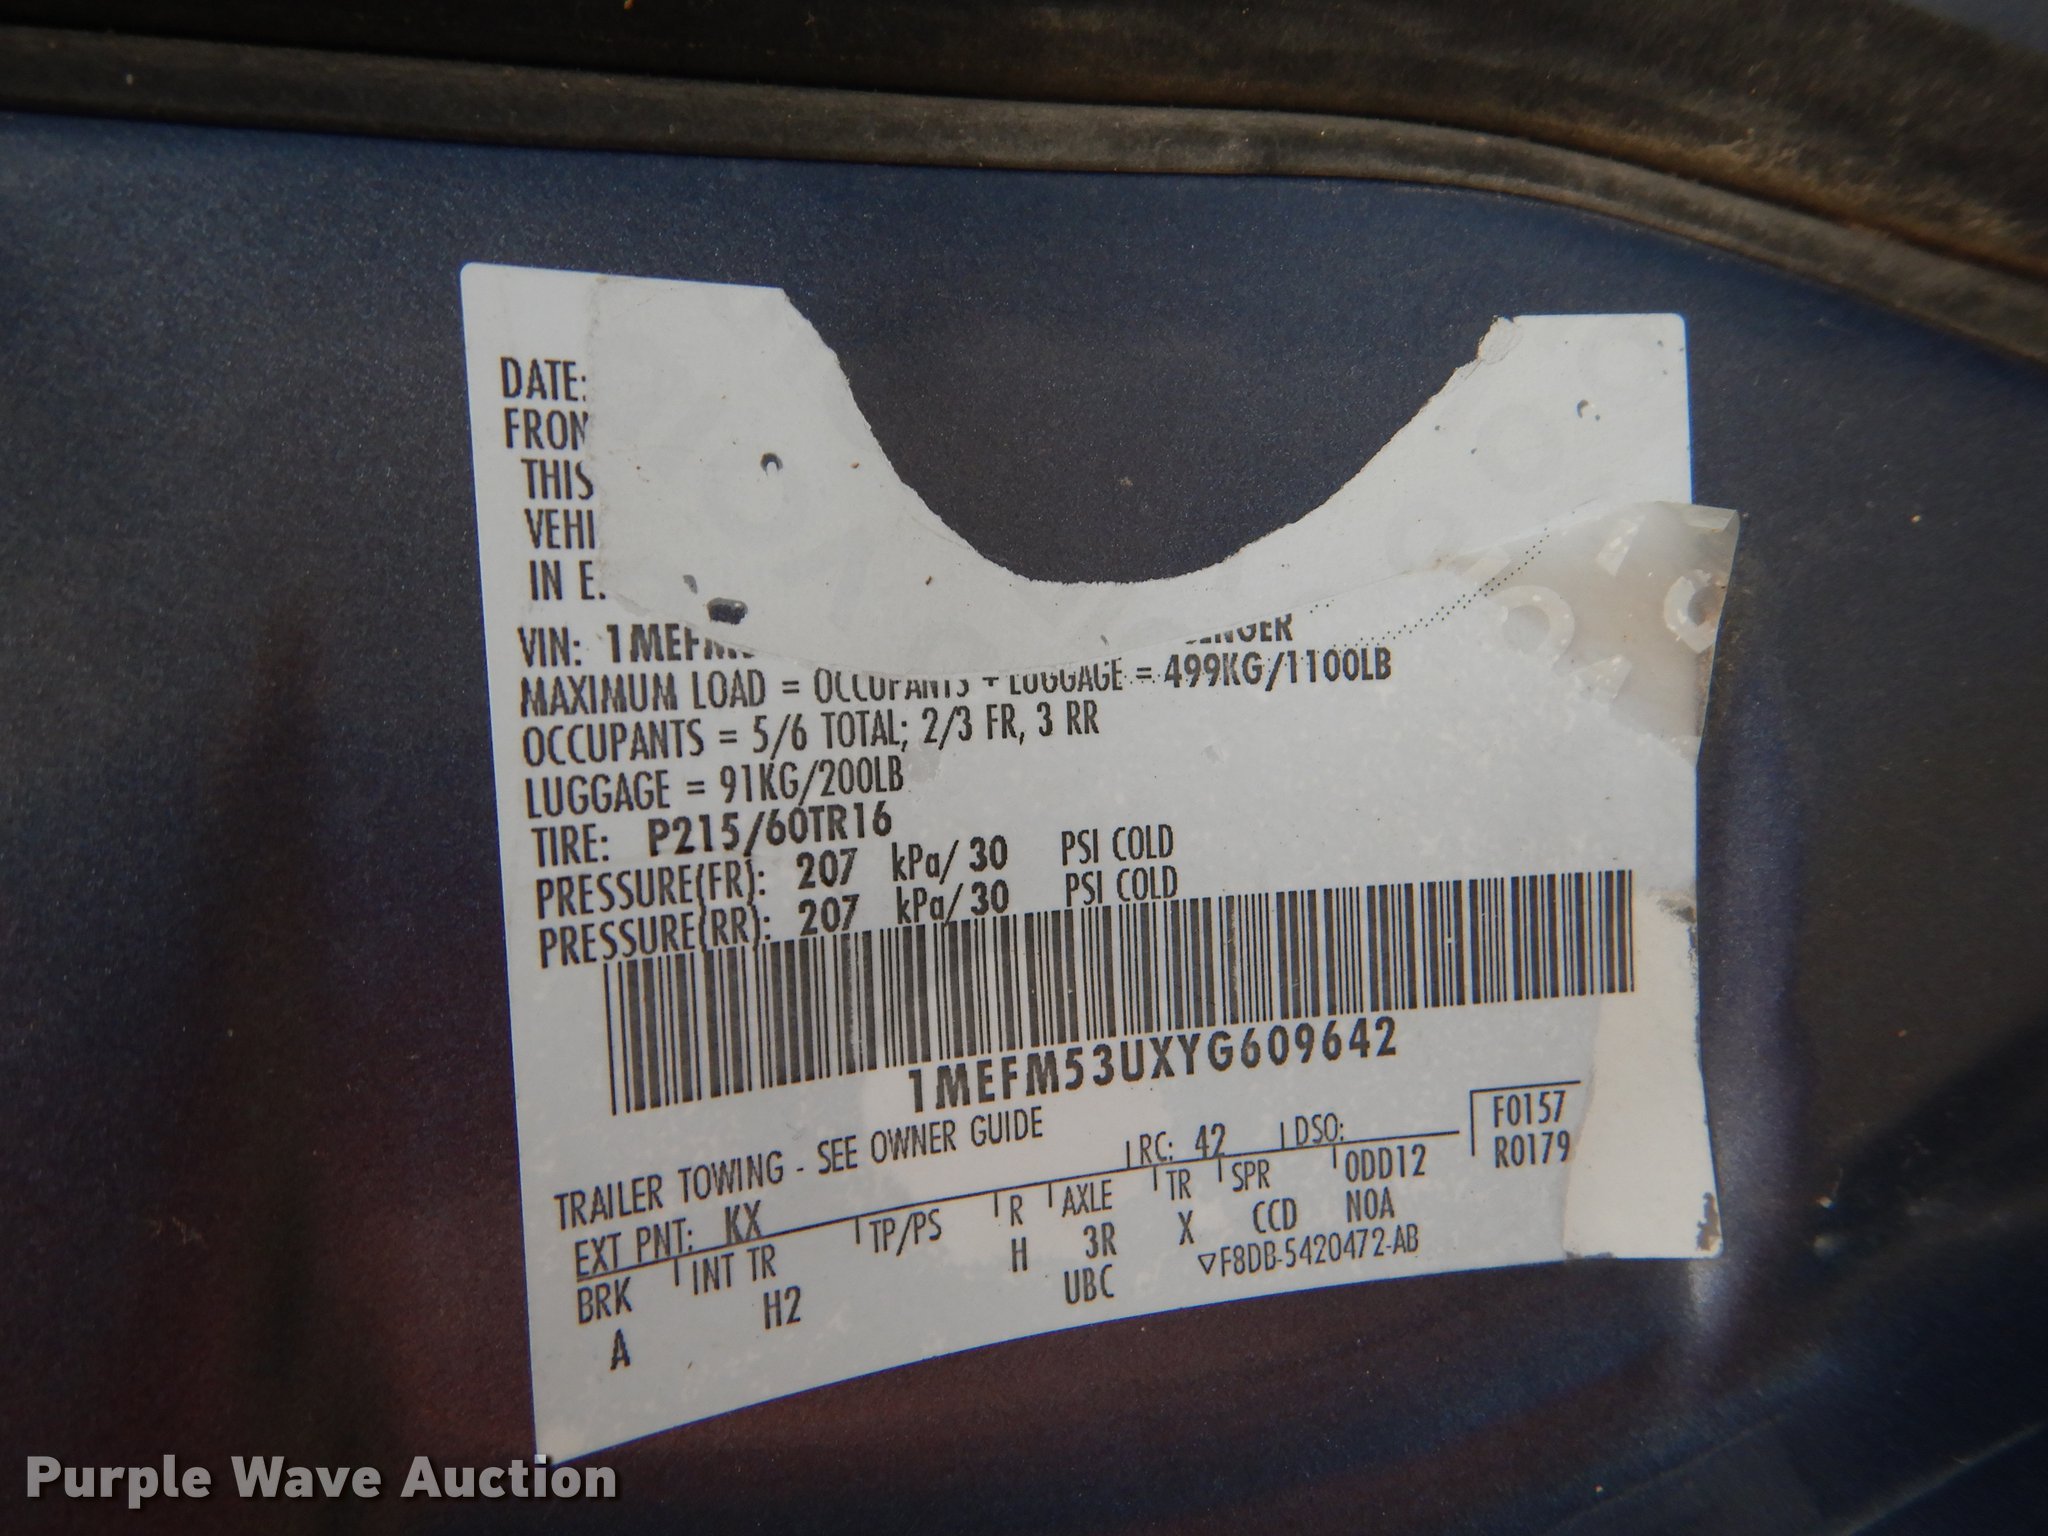 DATE:
FRON
THIS
VEHI
IN E.
VIN: 1MEFM
ENGER
MAXIMUM LOAD = OCCUPANTS + LUGGAGE = 499KG/1100LB
OCCUPANTS = 5/6 TOTAL; 2/3 FR, 3 RR
LUGGAGE = 91KG/200LB
TIRE: P215/60TR16
PRESSURE(FR): 207 kPa/ 30 PSI COLD
PRESSURE(RR): 207 kPa/ 30 PSI COLD
1MEFM53UXYG609642
TRAILER TOWING - SEE OWNER GUIDE
EXT PNT: KX RC: 42 DSO: F0157
R0179
BRK INT TR TP/PS R AXLE TR SPR ODD12
A H2 H 3R X CCD NOA
UBC ▽F8DB-5420472-AB
Purple Wave Auction